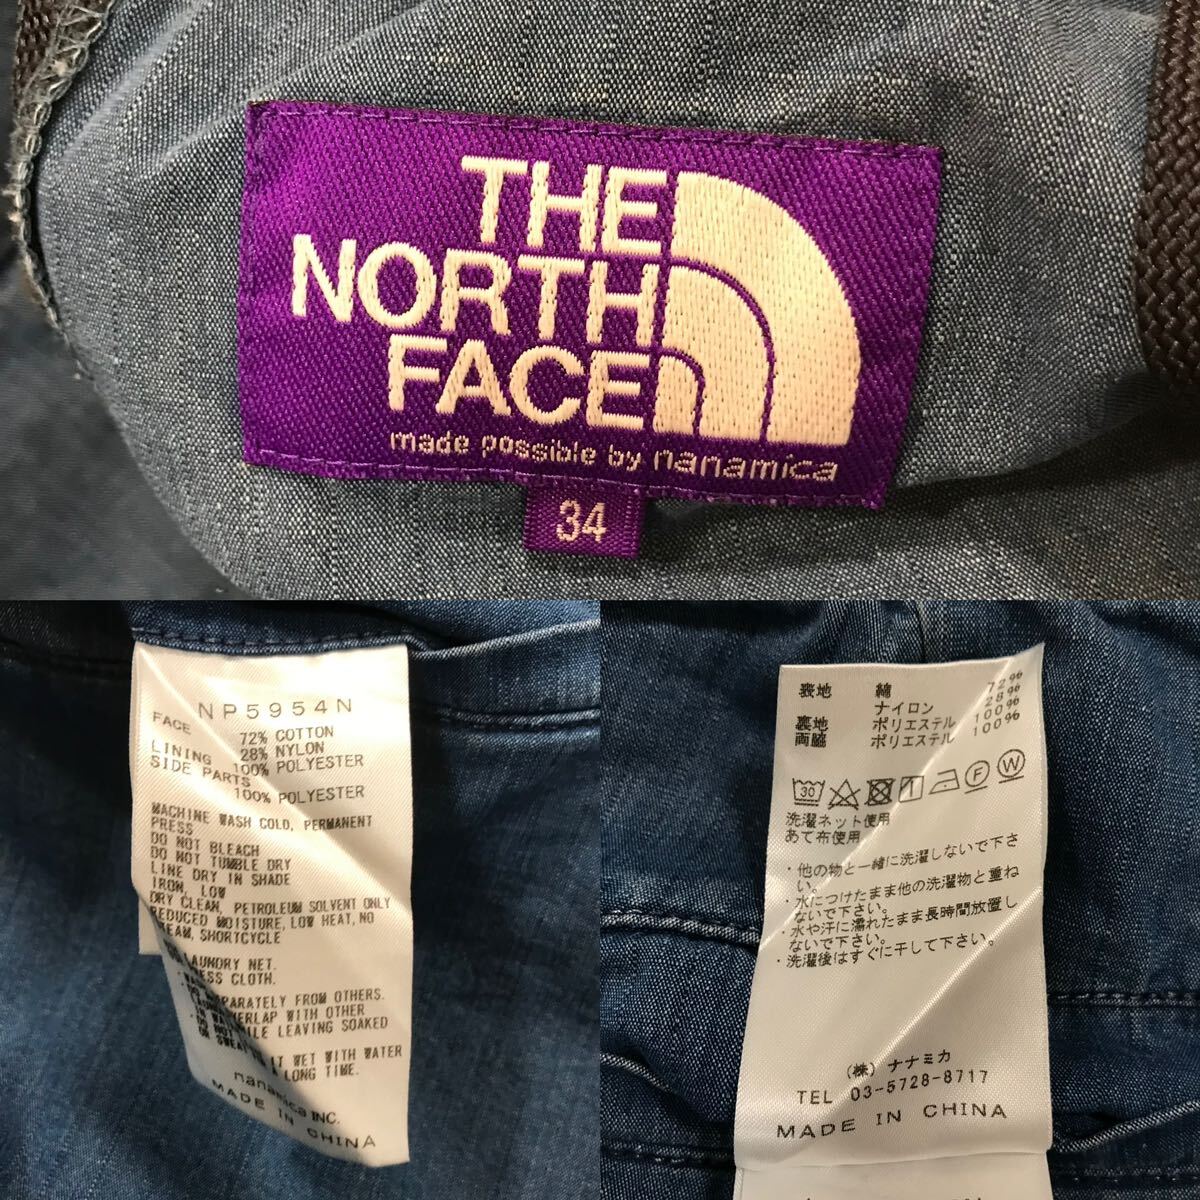 THE
NORTH
FACE
made possible by nanamica
34
NP5954N
FACE 72% COTTON
28% NYLON
LINING 100% POLYESTER
SIDE PARTS
100% POLYESTER
MACHINE WASH COLD, PERMANENT
PRESS
DO NOT BLEACH
DO NOT TUMBLE DRY
LINE DRY IN SHADE
IRON, LOW
DRY CLEAN, PETROLEUM SOLVENT ONLY
REDUCED MOISTURE, LOW HEAT, NO
STEAM, SHORTCYCLE
LAUNDRY NET.
PRESS CLOTH.
SEPARATELY FROM OTHERS.
OVERLAP WITH OTHER
WHILE LEAVING SOAKED
OR SWEAT IT WET WITH WATER
A LONG TIME.
nanamica INC.
MADE IN CHINA
表地 綿 72%
ナイロン 28%
裏地 ポリエステル 100%
両脇 ポリエステル 100%
30 F W
洗濯ネット使用
あて布使用
・他の物と一緒に洗濯しないで下さ
い。
・水につけたまま他の洗濯物と重ね
ないで下さい。
・水や汗に濡れたまま長時間放置し
ないで下さい。
・洗濯後はすぐに干して下さい。
(株) ナナミカ
TEL 03-5728-8717
MADE IN CHINA